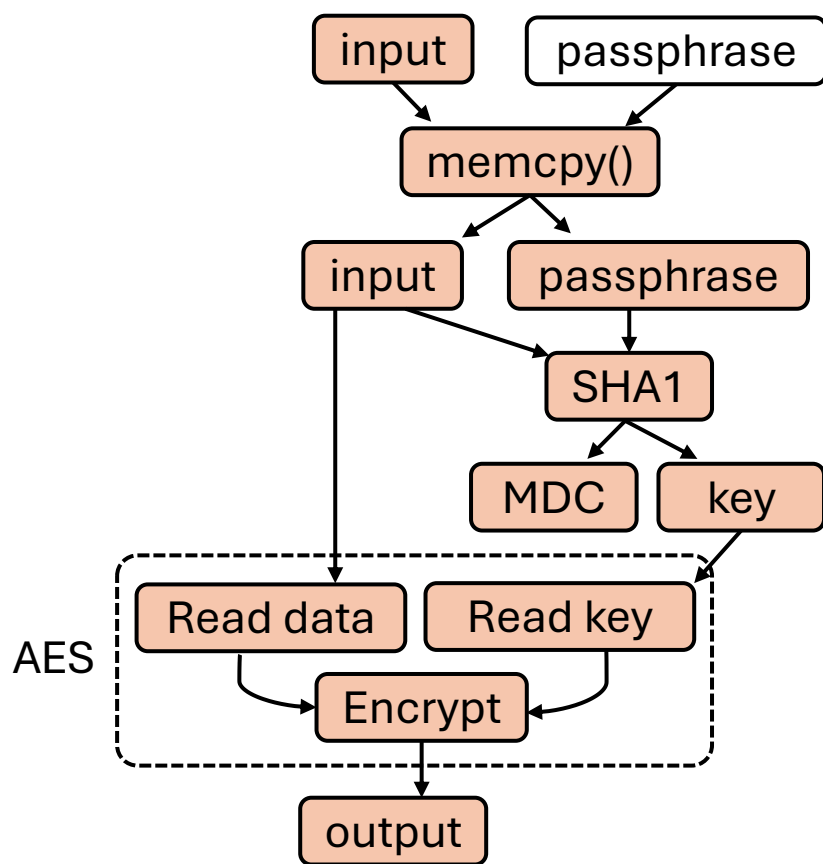 input
passphrase
memcpy()
input
passphrase
SHA1
MDC
key
Read data
Read key
AES
Encrypt
output